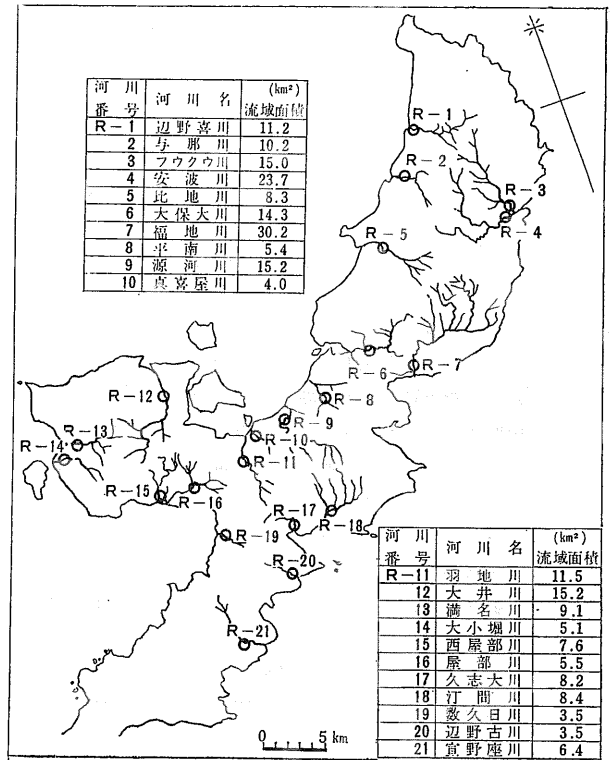 河川番号 河川名 (km²)流域面積
R-1 辺野喜川 11.2
2 与那川 10.2
3 フウクウ川 15.0
4 安波川 23.7
5 比地川 8.3
6 大保大川 14.3
7 福地川 30.2
8 平南川 5.4
9 源河川 15.2
10 真喜屋川 4.0
R-1
R-2
R-3
R-4
R-5
R-6
R-7
R-8
R-9
R-10
R-11
R-12
R-13
R-14
R-15
R-16
R-17
R-18
R-19
R-20
R-21
河川番号 河川名 (km²)流域面積
R-11 羽地川 11.5
12 大井川 15.2
13 満名川 9.1
14 大小堀川 5.1
15 西屋部川 7.6
16 屋部川 5.5
17 久志大川 8.2
18 汀間川 8.4
19 数久田川 3.5
20 辺野古川 3.5
21 宜野座川 6.4
0 5 km